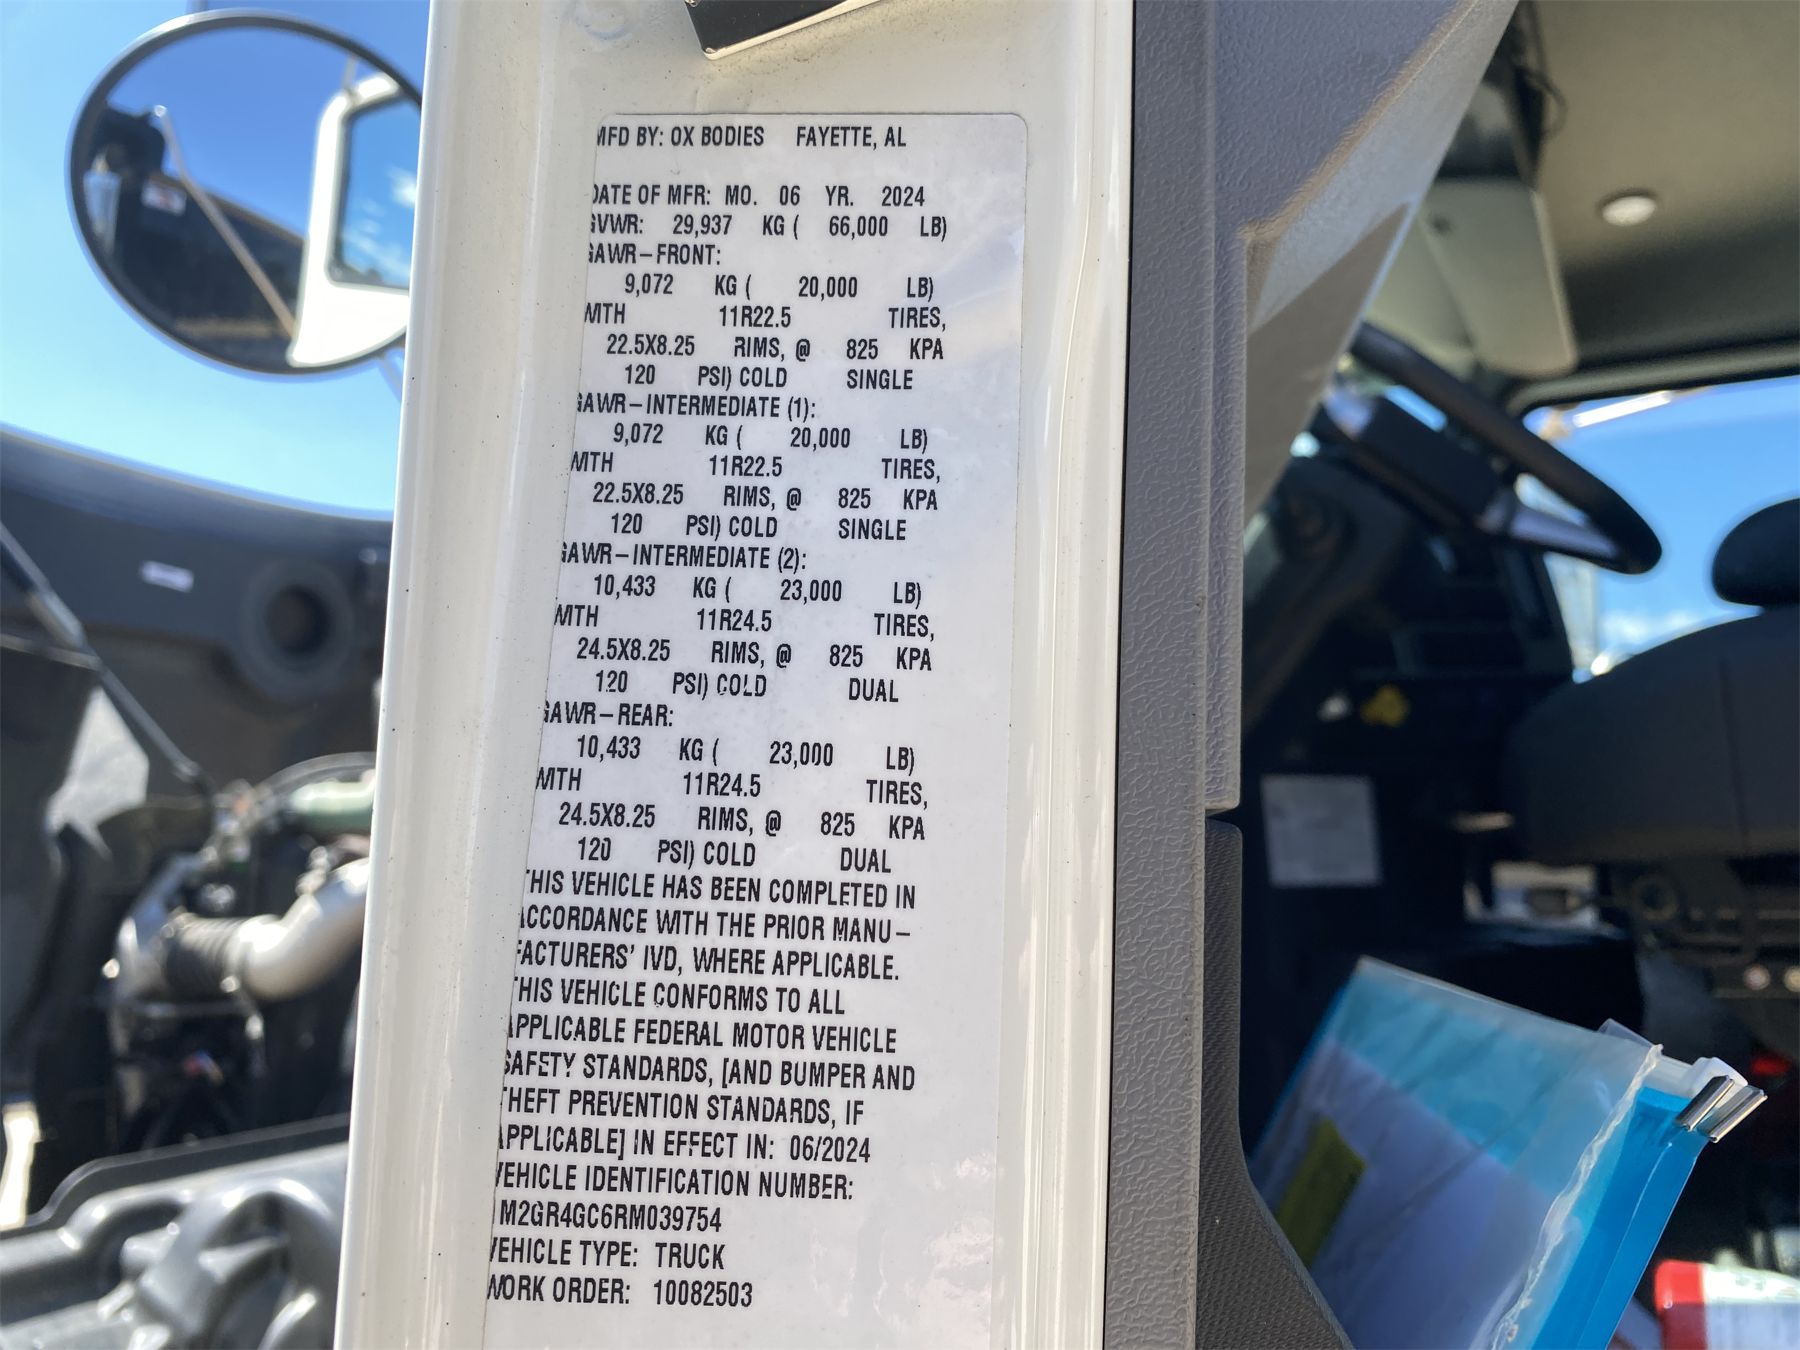 MFD BY: OX BODIES FAYETTE, AL
DATE OF MFR: MO. 06 YR. 2024
GVWR: 29,937 KG ( 66,000 LB)
GAWR-FRONT:
9,072 KG ( 20,000 LB)
WITH 11R22.5 TIRES,
22.5X8.25 RIMS, @ 825 KPA
120 PSI) COLD SINGLE
GAWR-INTERMEDIATE (1):
9,072 KG ( 20,000 LB)
WITH 11R22.5 TIRES,
22.5X8.25 RIMS, @ 825 KPA
120 PSI) COLD SINGLE
GAWR-INTERMEDIATE (2):
10,433 KG ( 23,000 LB)
WITH 11R24.5 TIRES,
24.5X8.25 RIMS, @ 825 KPA
120 PSI) COLD DUAL
GAWR-REAR:
10,433 KG ( 23,000 LB)
WITH 11R24.5 TIRES,
24.5X8.25 RIMS, @ 825 KPA
120 PSI) COLD DUAL
THIS VEHICLE HAS BEEN COMPLETED IN
ACCORDANCE WITH THE PRIOR MANU-
FACTURERS' IVD, WHERE APPLICABLE.
THIS VEHICLE CONFORMS TO ALL
APPLICABLE FEDERAL MOTOR VEHICLE
SAFETY STANDARDS, [AND BUMPER AND
THEFT PREVENTION STANDARDS, IF
APPLICABLE] IN EFFECT IN: 06/2024
VEHICLE IDENTIFICATION NUMBER:
1M2GR4GC6RM039754
VEHICLE TYPE: TRUCK
WORK ORDER: 10082503